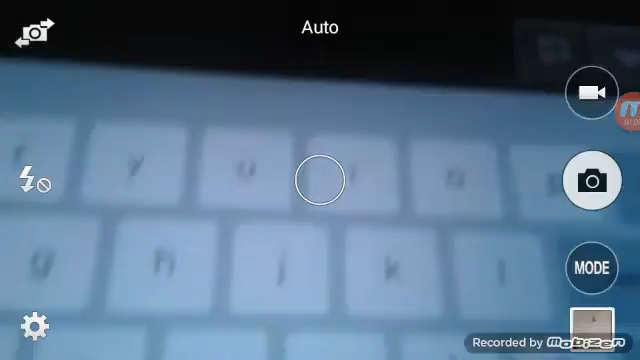 Auto
y u i o
g h j k l
MODE
Recorded by MOBIZEN